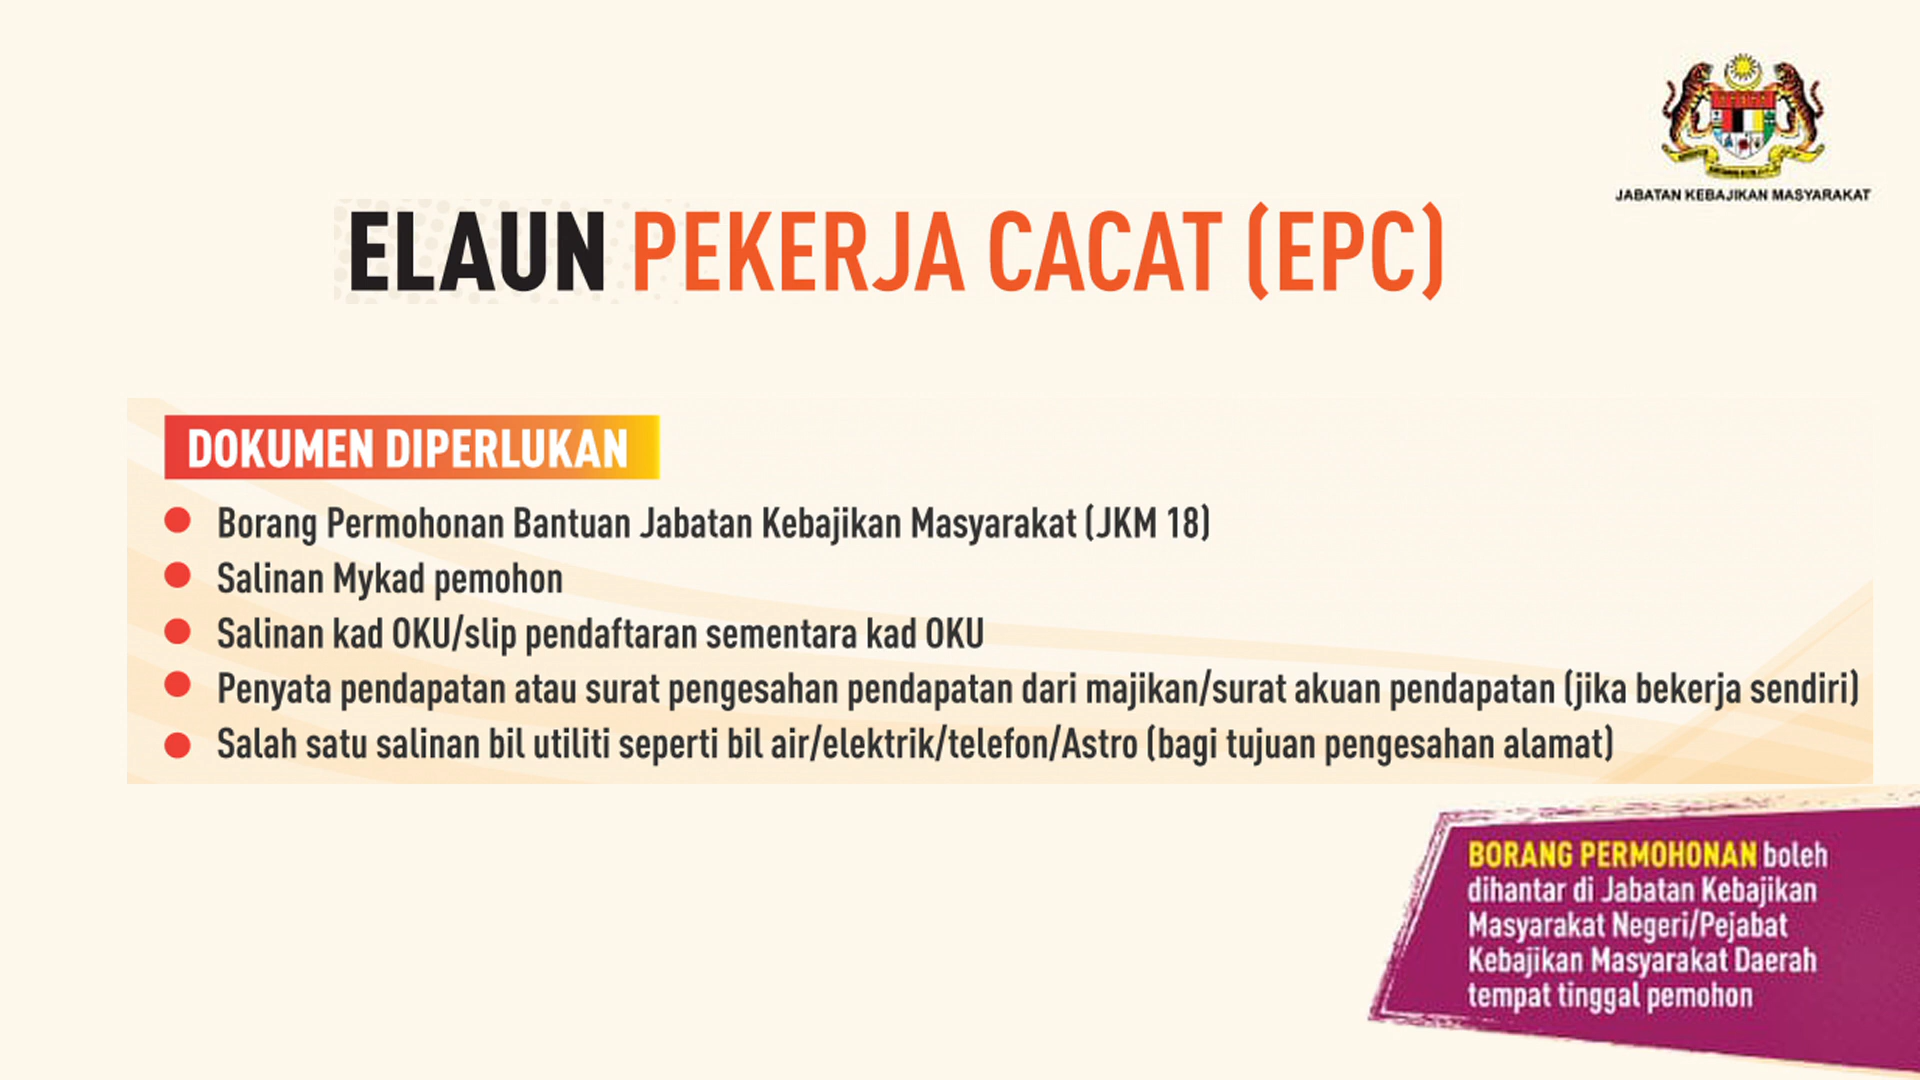 JABATAN KEBAJIKAN MASYARAKAT
ELAUN PEKERJA CACAT (EPC)
DOKUMEN DIPERLUKAN
Borang Permohonan Bantuan Jabatan Kebajikan Masyarakat (JKM 18)
Salinan Mykad pemohon
Salinan kad OKU/slip pendaftaran sementara kad OKU
Penyata pendapatan atau surat pengesahan pendapatan dari majikan/surat akuan pendapatan (jika bekerja sendiri)
Salah satu salinan bil utiliti seperti bil air/elektrik/telefon/Astro (bagi tujuan pengesahan alamat)
BORANG PERMOHONAN boleh
dihantar di Jabatan Kebajikan
Masyarakat Negeri/Pejabat
Kebajikan Masyarakat Daerah
tempat tinggal pemohon